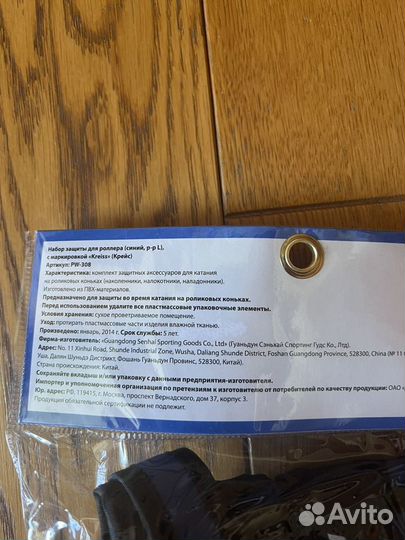 Набор защиты для роллера (синий, р-р L),
с маркировкой «Kreiss» (Крейс)
Артикул: PW-308
Характеристика: комплект защитных аксессуаров для катания
на роликовых коньках (наколенники, налокотники, наладонники).
Изготовлено из ПВХ-материалов.
Предназначено для защиты во время катания на роликовых коньках.
Перед использованием удалите все пластмассовые упаковочные элементы.
Условия хранения: сухое проветриваемое помещение.
Уход: протирать пластмассовые части изделия влажной тканью.
Произведено: январь, 2014 г. Срок службы: 5 лет.
Фирма-изготовитель: «Guangdong Senhai Sporting Goods Co., Ltd» (Гуаньдун Сэньхай Спортинг Гудс Ко., Лтд).
Адрес: No. 11 Xinhui Road, Shunde Industrial Zone, Wusha, Daliang Shunde District, Foshan Guangdong Province, 528300, China (№ 11
Уша, Далян Шуньдэ Дистрикт, Фошань Гуаньдун Провинс, 528300, Китай).
Страна происхождения: Китай.
Сохраняйте вкладыш и/или упаковку с данными предприятия-изготовителя.
Импортер и уполномоченная организация по претензиям к изготовителю от потребителей по качеству продукции: ОАО
Юр. адрес: РФ, 119415, г. Москва, проспект Вернадского, дом 37, корпус 3.
Продукция обязательной сертификации не подлежит.
Avito